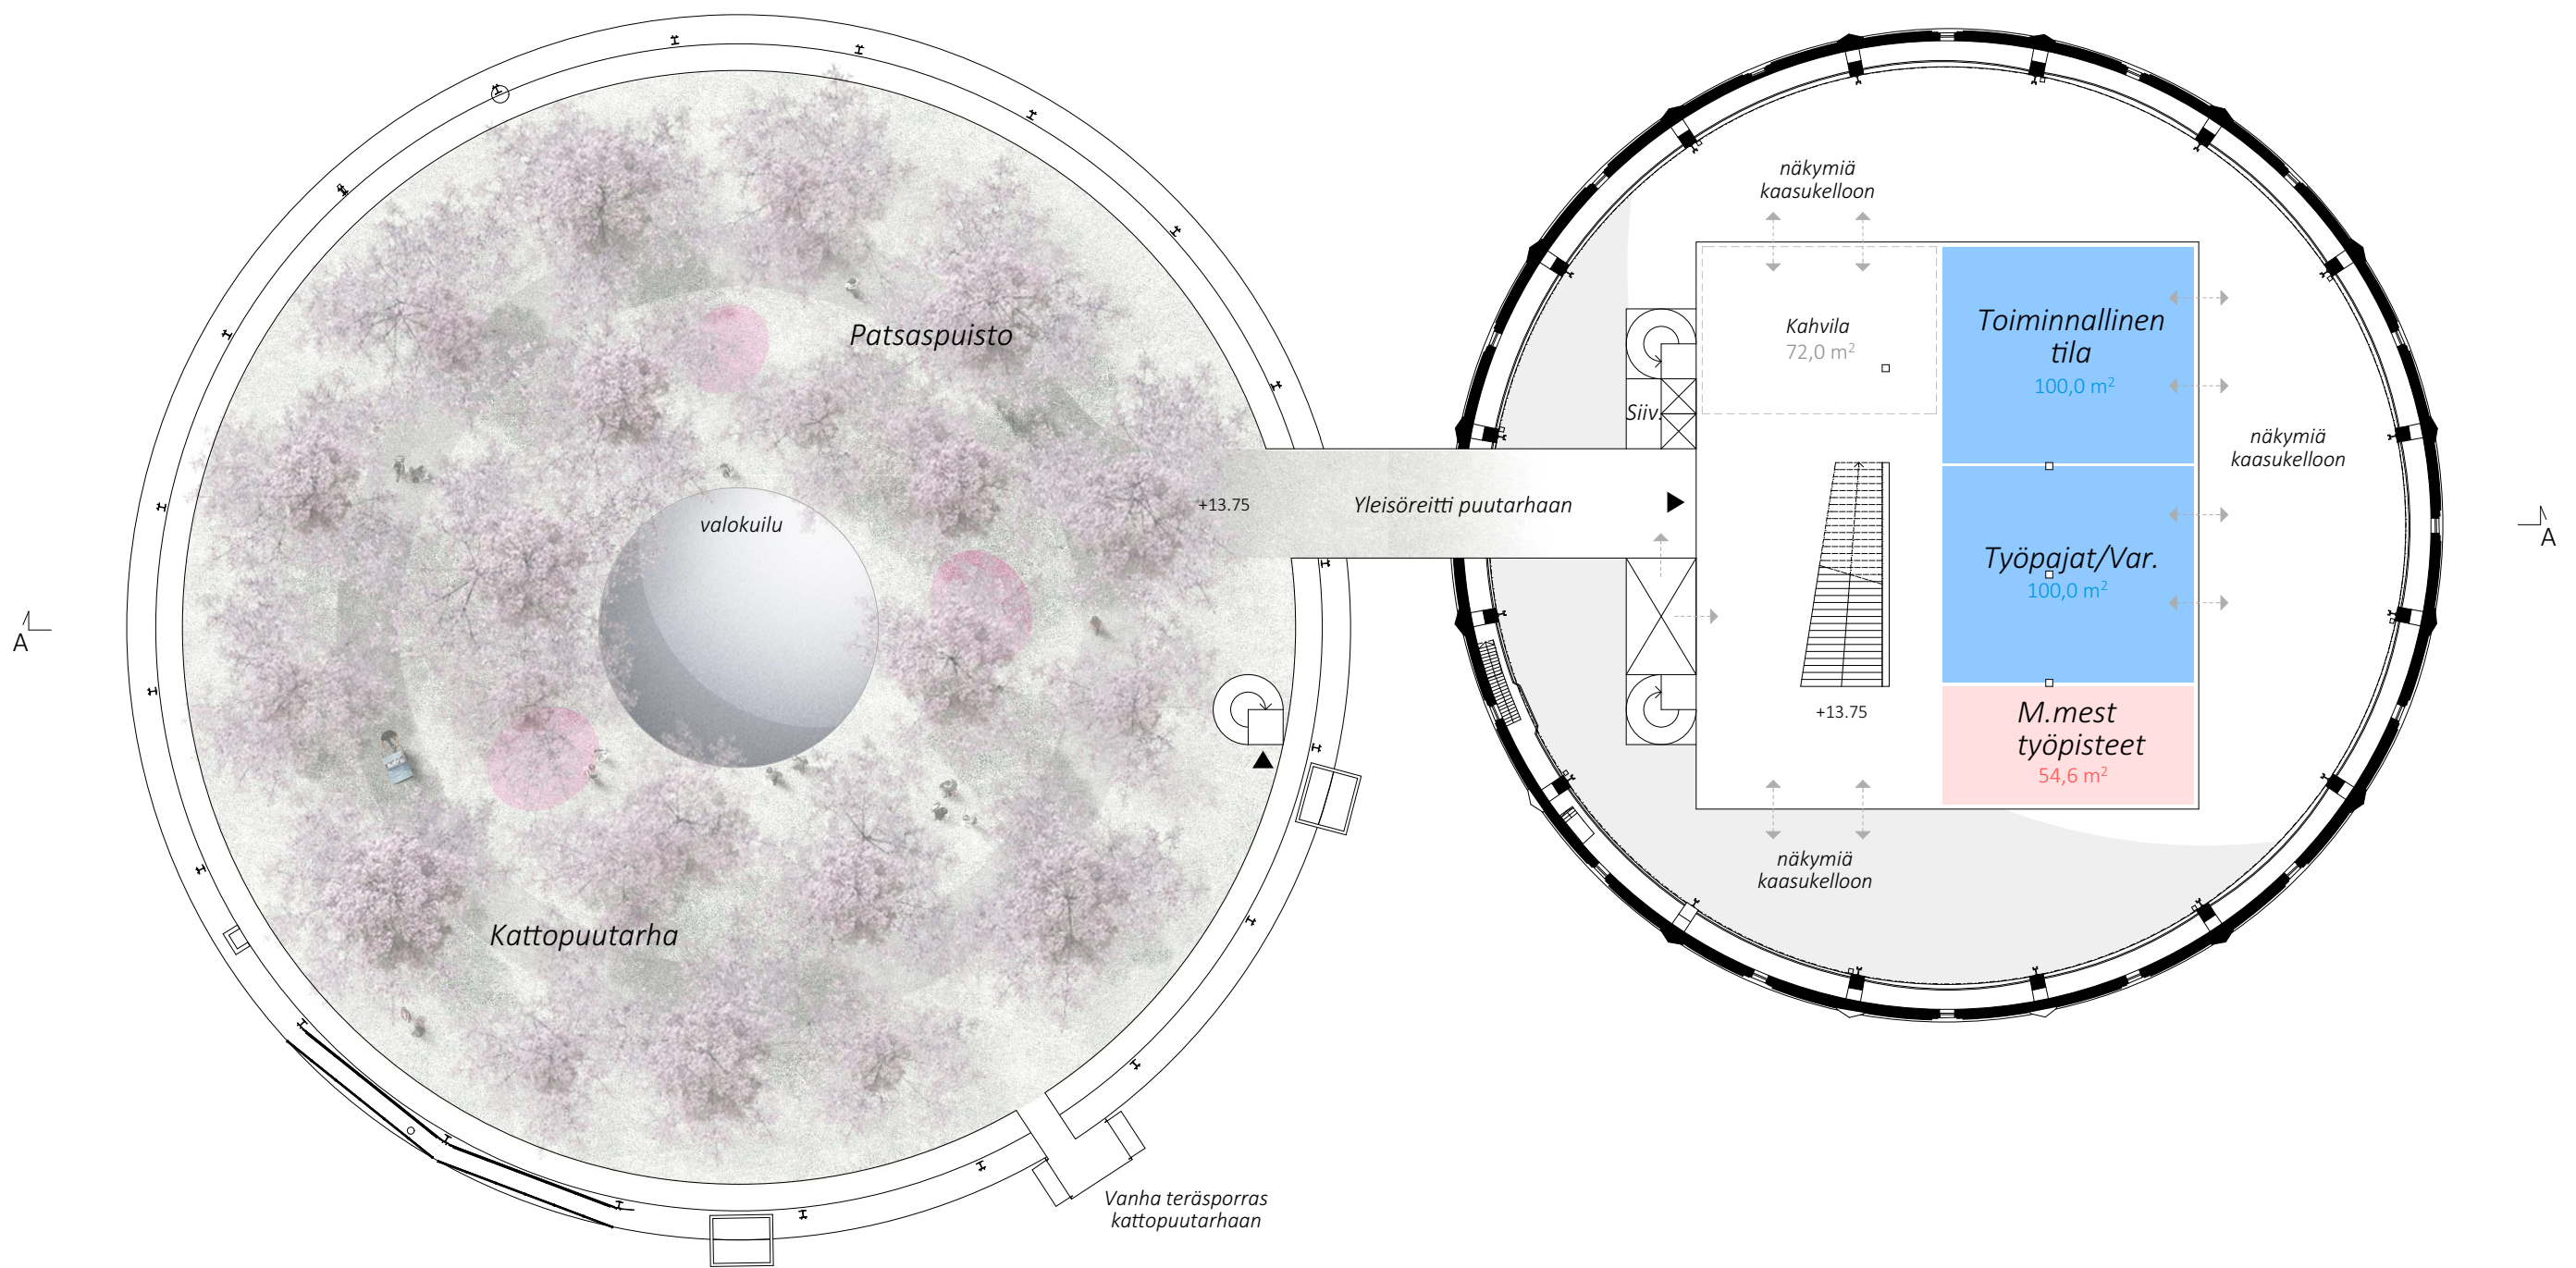 näkymiä
kaasukelloon
Patsaspuisto
Kahvila
72,0 m²
Toiminnallinen
tila
100,0 m²
Siiv.
näkymiä
kaasukelloon
valokuilu
+13.75
Yleisöreitti puutarhaan
A
A
Työpajat/Var.
100,0 m²
+13.75
M.mest
työpisteet
54,6 m²
näkymiä
kaasukelloon
Kattopuutarha
Vanha teräsporras
kattopuutarhaan